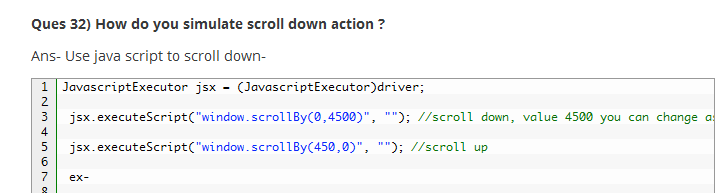 Ques 32) How do you simulate scroll down action ?
Ans- Use java script to scroll down-
1 JavascriptExecutor jsx = (JavascriptExecutor)driver;
2
3 jsx.executeScript("window.scrollBy(0,4500)", ""); //scroll down, value 4500 you can change a
4
5 jsx.executeScript("window.scrollBy(450,0)", ""); //scroll up
6
7 ex-
8